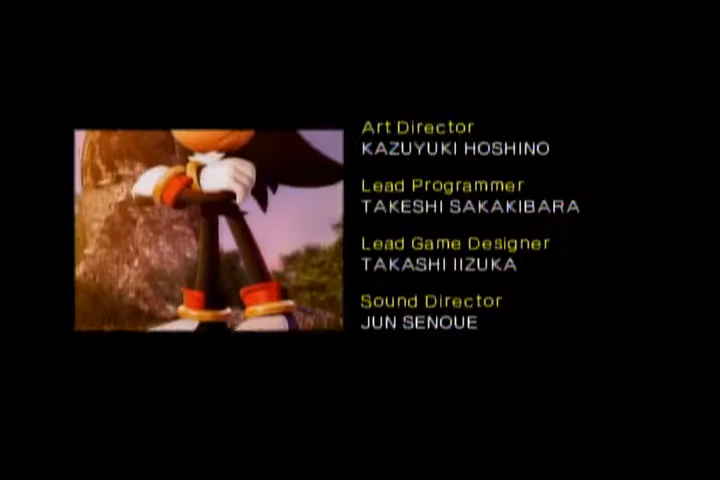 Art Director
KAZUYUKI HOSHINO
Lead Programmer
TAKESHI SAKAKIBARA
Lead Game Designer
TAKASHI IIZUKA
Sound Director
JUN SENOUE